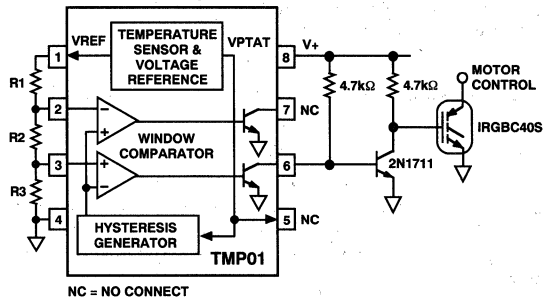 TEMPERATURE
SENSOR &
VOLTAGE
REFERENCE
VREF
VPTAT
1
8
V+
R1
4.7kΩ
4.7kΩ
MOTOR
CONTROL
2
7
NC
IRGBC40S
R2
WINDOW
COMPARATOR
3
6
2N1711
R3
4
5
NC
HYSTERESIS
GENERATOR
TMP01
NC = NO CONNECT